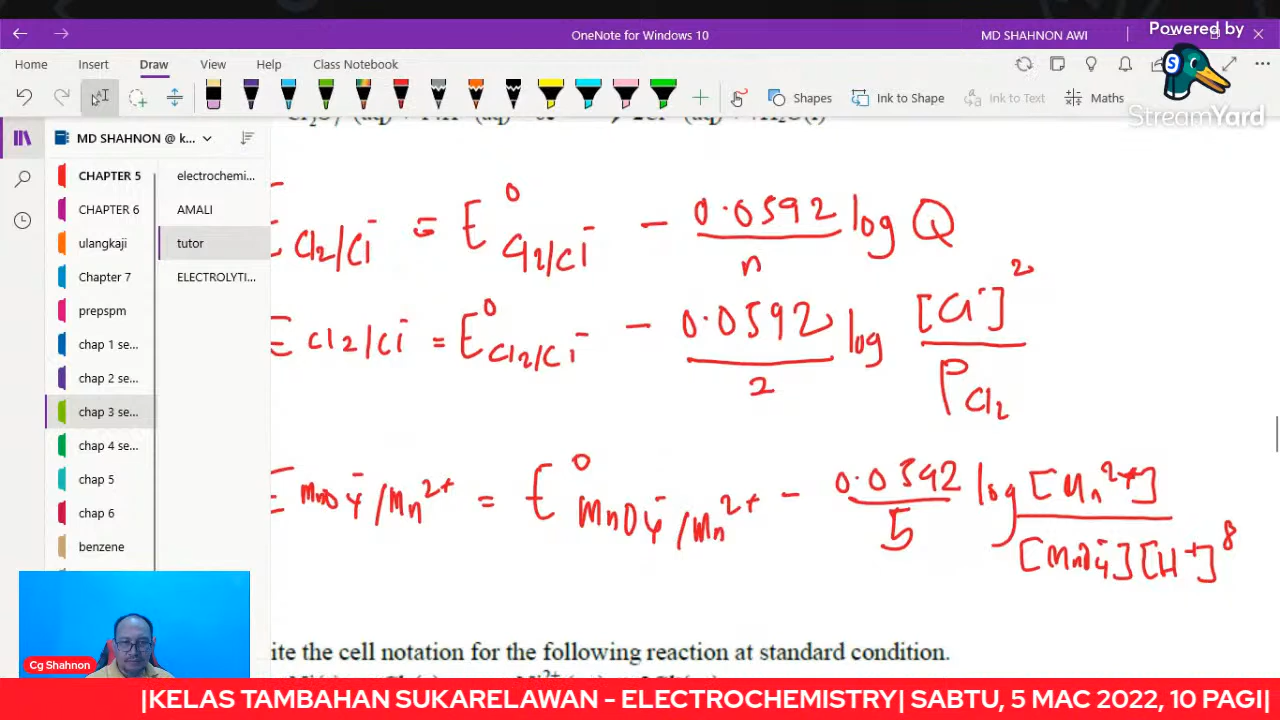 OneNote for Windows 10
MD SHAHNON AWI
Powered by
StreamYard
Home Insert Draw View Help Class Notebook
Shapes Ink to Shape Ink to Text Maths
MD SHAHNON @ k...
CHAPTER 5
CHAPTER 6
ulangkaji
Chapter 7
prepspm
chap 1 se...
chap 2 se...
chap 3 se...
chap 4 se...
chap 5
chap 6
benzene
electrochemi...
AMALI
tutor
ELECTROLYTI...
E Cl2/Cl⁻ = E⁰ Cl2/Cl⁻ − 0.0592/n log Q
E Cl2/Cl⁻ = E⁰ Cl2/Cl⁻ − 0.0592/2 log [Cl⁻]²/P Cl2
E MnO4⁻/Mn²⁺ = E⁰ MnO4⁻/Mn²⁺ − 0.0592/5 log [Mn²⁺]/[MnO4⁻][H⁺]⁸
ite the cell notation for the following reaction at standard condition.
Cg Shahnon
|KELAS TAMBAHAN SUKARELAWAN - ELECTROCHEMISTRY| SABTU, 5 MAC 2022, 10 PAGI|